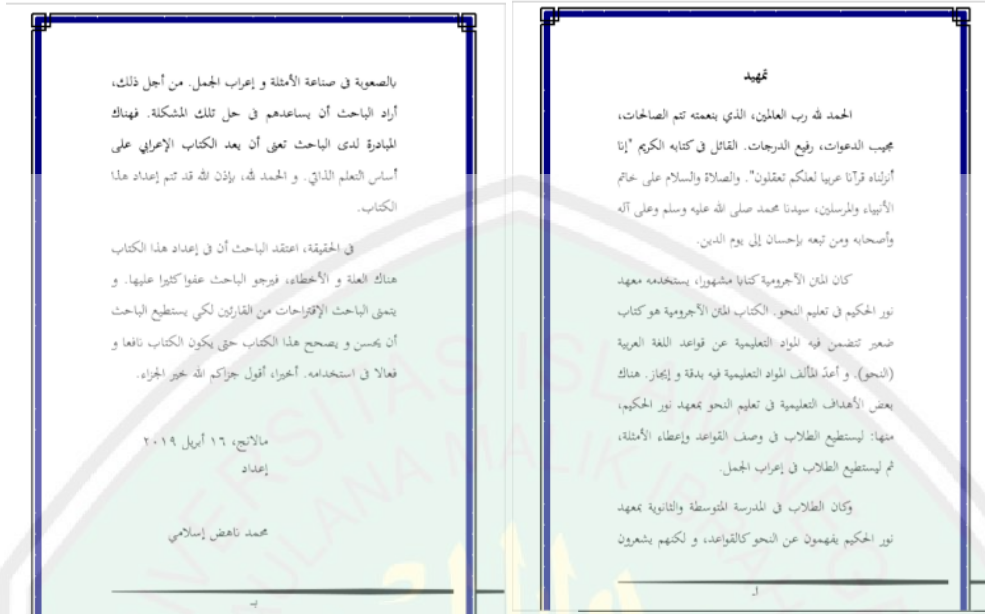 تمهيد
الحمد لله رب العالمين، الذي بنعمته تتم الصالحات،
مجيب الدعوات، رفيع الدرجات. القائل في كتابه الكريم "إنا
أنزلناه قرآنا عربيا لعلكم تعقلون". والصلاة والسلام على خاتم
الأنبياء والمرسلين، سيدنا محمد صلى الله عليه وسلم وعلى آله
وأصحابه ومن تبعه بإحسان إلى يوم الدين.
كان المتن الآجرومية كتابا مشهورا، يستخدمه معهد
نور الحكيم في تعليم النحو. الكتاب المتن الآجرومية هو كتاب
ضعير تتضمن فيه المواد التعليمية عن قواعد اللغة العربية
(النحو). و أعدّ المألف المواد التعليمية فيه بدقة و إيجاز. هناك
بعض الأهداف التعليمية في تعليم النحو بمعهد نور الحكيم،
منها: ليستطيع الطلاب في وصف القواعد وإعطاء الأمثلة،
ثم ليستطيع الطلاب في إعراب الجمل.
وكان الطلاب في المدرسة المتوسطة والثانوية بمعهد
نور الحكيم يفهمون عن النحو كالقواعد، و لكنهم يشعرون
أ
بالصعوبة في صناعة الأمثلة و إعراب الجمل. من أجل ذلك،
أراد الباحث أن يساعدهم في حل تلك المشكلة. فهناك
المبادرة لدى الباحث تعنى أن يعد الكتاب الإعرابي على
أساس التعلم الذاتي. و الحمد لله، بإذن الله قد تتم إعداد هذا
الكتاب.
في الحقيقة، اعتقد الباحث أن في إعداد هذا الكتاب
هناك العلة و الأخطاء، فيرجو الباحث عفوا كثيرا عليها. و
يتمنى الباحث الإقتراحات من القارئين لكي يستطيع الباحث
أن يحسن و يصحح هذا الكتاب حتى يكون الكتاب نافعا و
فعالا في استخدامه. أخيرا، أقول جزاكم الله خير الجزاء.
مالانج، ١٦ أبريل ٢٠١٩
إعداد
محمد ناهض إسلامي
ب